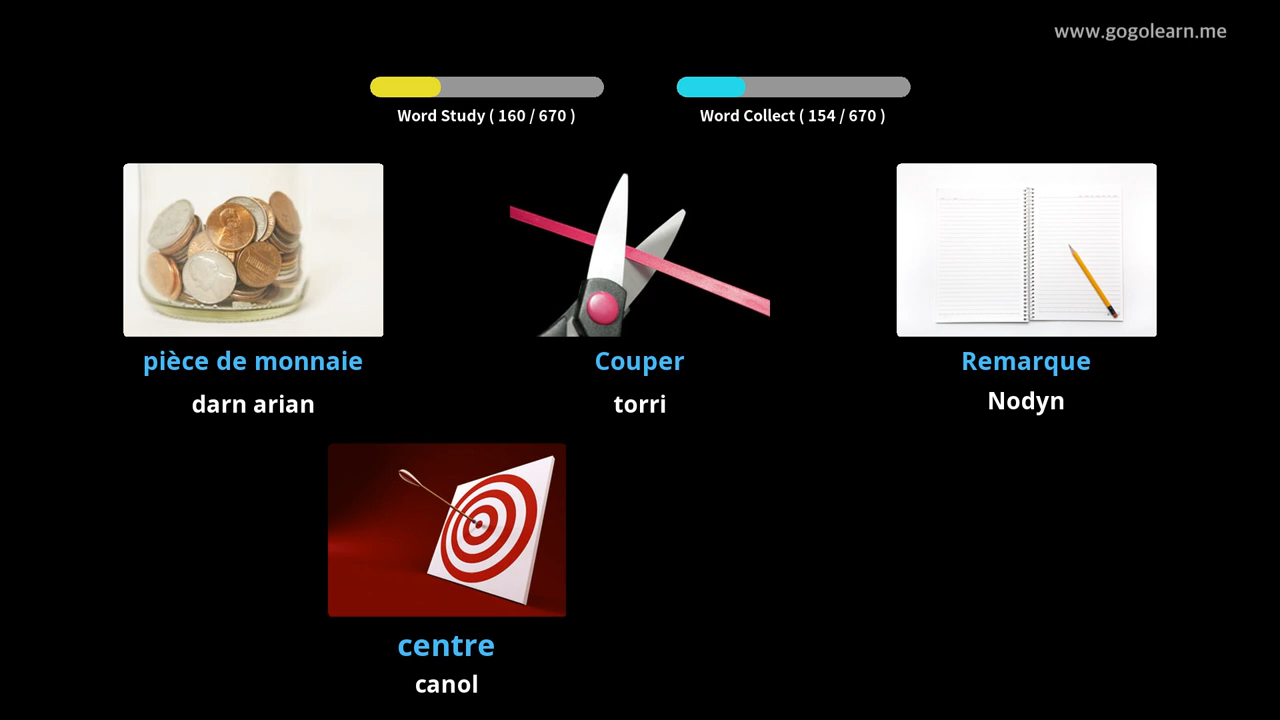 www.gogolearn.me
Word Study ( 160 / 670 )
Word Collect ( 154 / 670 )
pièce de monnaie
Couper
Remarque
darn arian
torri
Nodyn
centre
canol